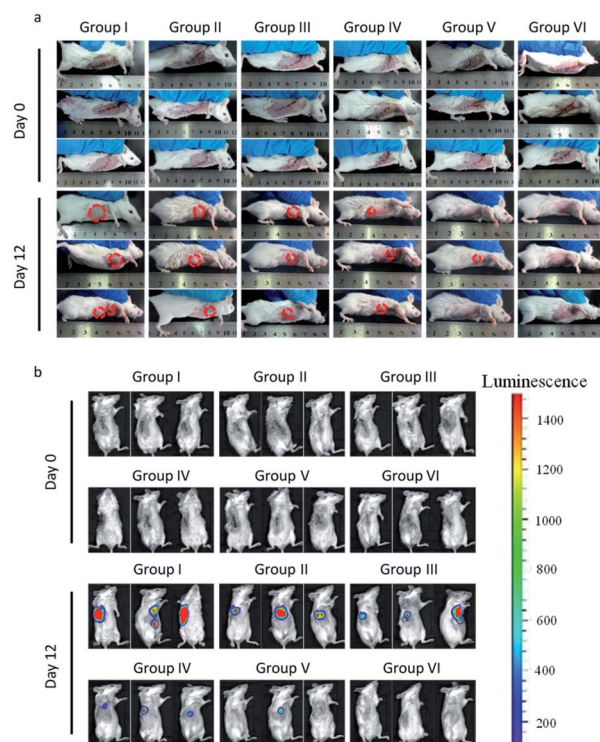 a
Group I Group II Group III Group IV Group V Group VI
Day 0
Day 12
b
Group I Group II Group III
Day 0
Group IV Group V Group VI
Group I Group II Group III
Day 12
Group IV Group V Group VI
Luminescence
1400
1200
1000
800
600
400
200